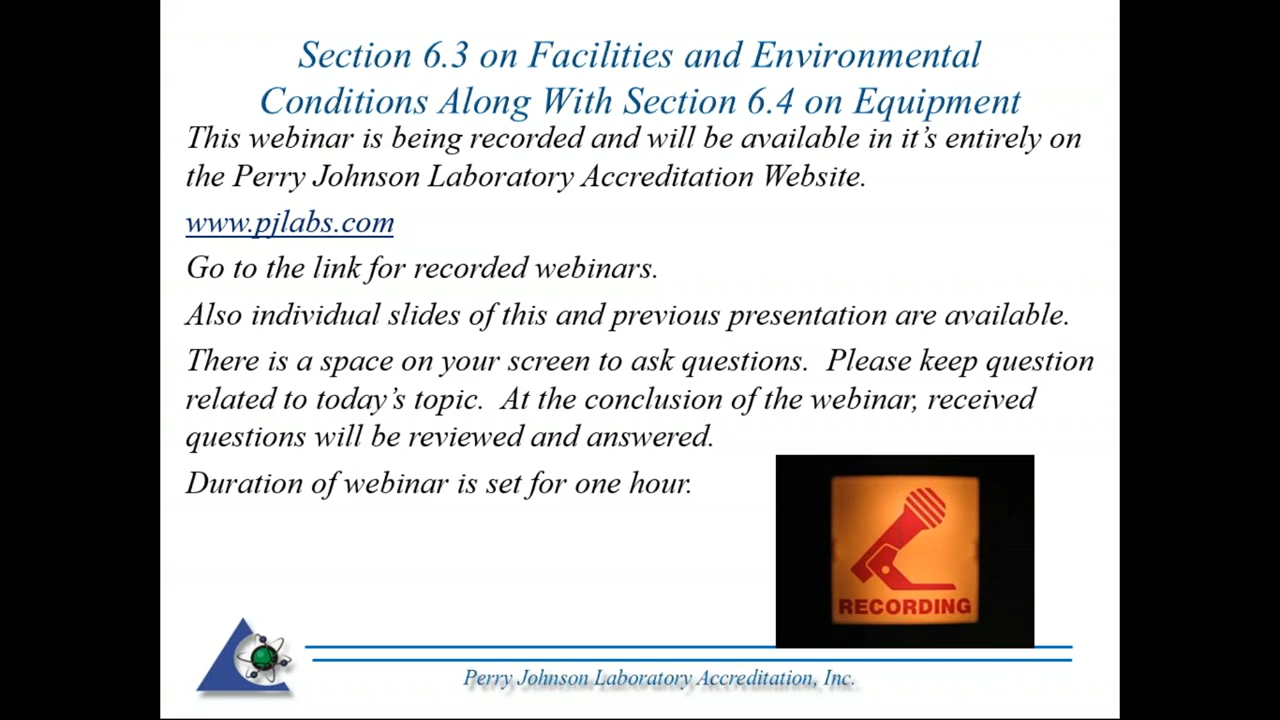 Section 6.3 on Facilities and Environmental
Conditions Along With Section 6.4 on Equipment
This webinar is being recorded and will be available in it’s entirely on
the Perry Johnson Laboratory Accreditation Website.
www.pjlabs.com
Go to the link for recorded webinars.
Also individual slides of this and previous presentation are available.
There is a space on your screen to ask questions.  Please keep question
related to today’s topic.  At the conclusion of the webinar, received
questions will be reviewed and answered.
Duration of webinar is set for one hour.
RECORDING
Perry Johnson Laboratory Accreditation, Inc.